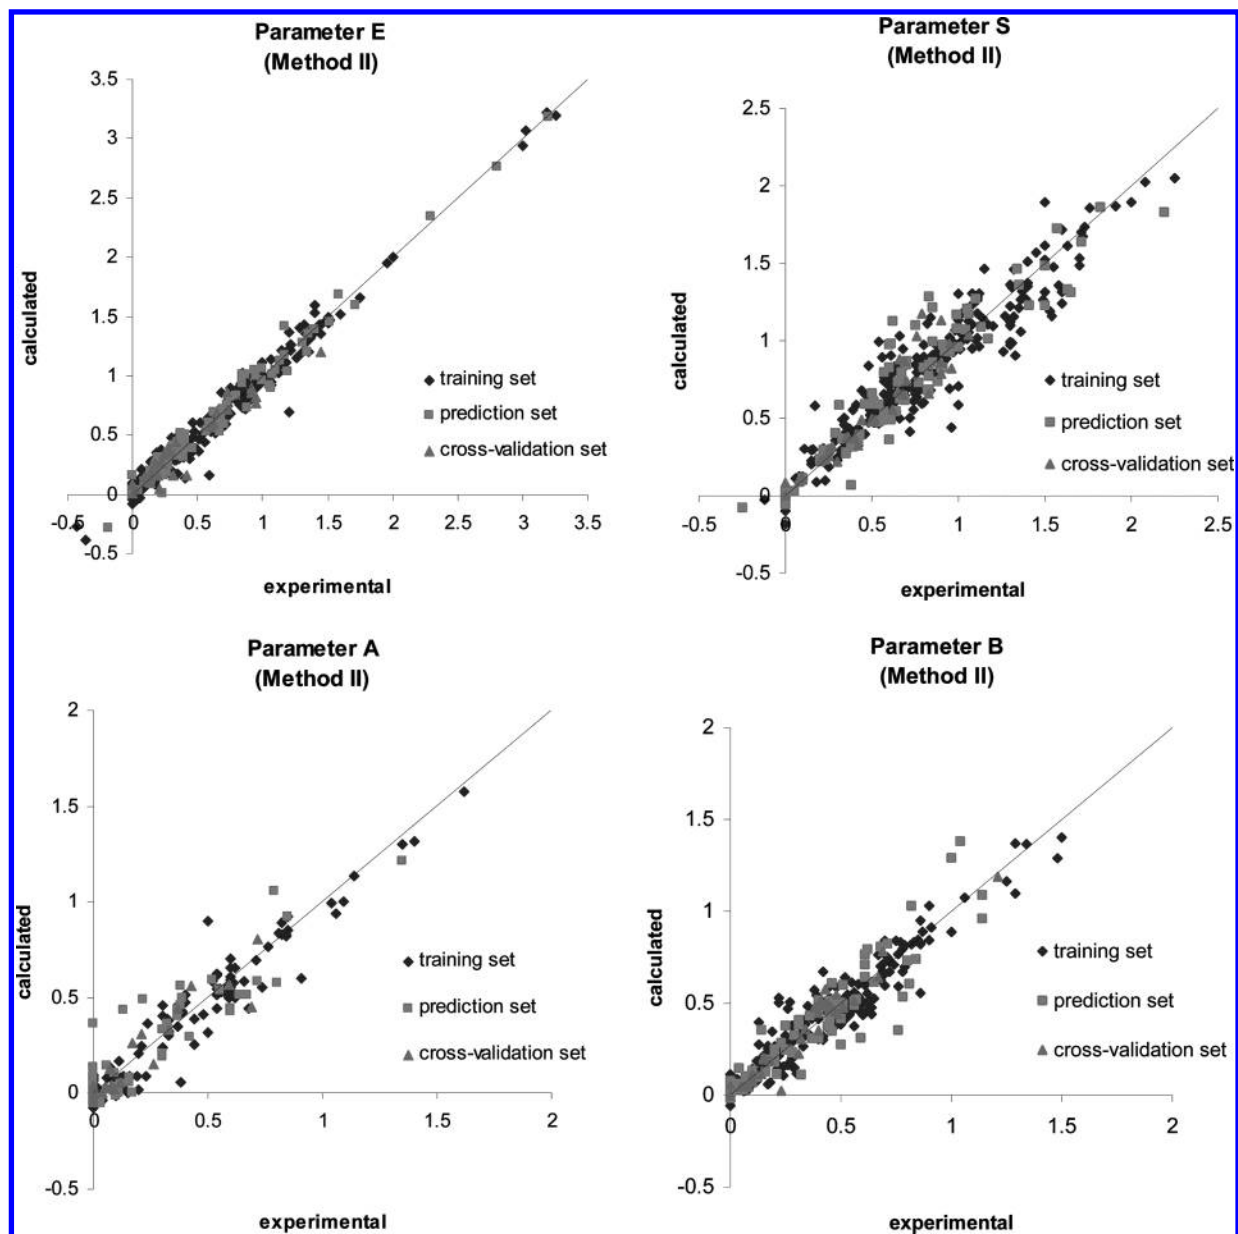 Parameter E
(Method II)
3.5
3
2.5
2
1.5
1
0.5
0
-0.5
-0.5
0
0.5
1
1.5
2
2.5
3
3.5
calculated
experimental
training set
prediction set
cross-validation set
Parameter S
(Method II)
2.5
2
1.5
1
0.5
0
-0.5
-0.5
0
0.5
1
1.5
2
2.5
calculated
experimental
training set
prediction set
cross-validation set
Parameter A
(Method II)
2
1.5
1
0.5
0
-0.5
0
0.5
1
1.5
2
calculated
experimental
training set
prediction set
cross-validation set
Parameter B
(Method II)
2
1.5
1
0.5
0
-0.5
0
0.5
1
1.5
2
calculated
experimental
training set
prediction set
cross-validation set